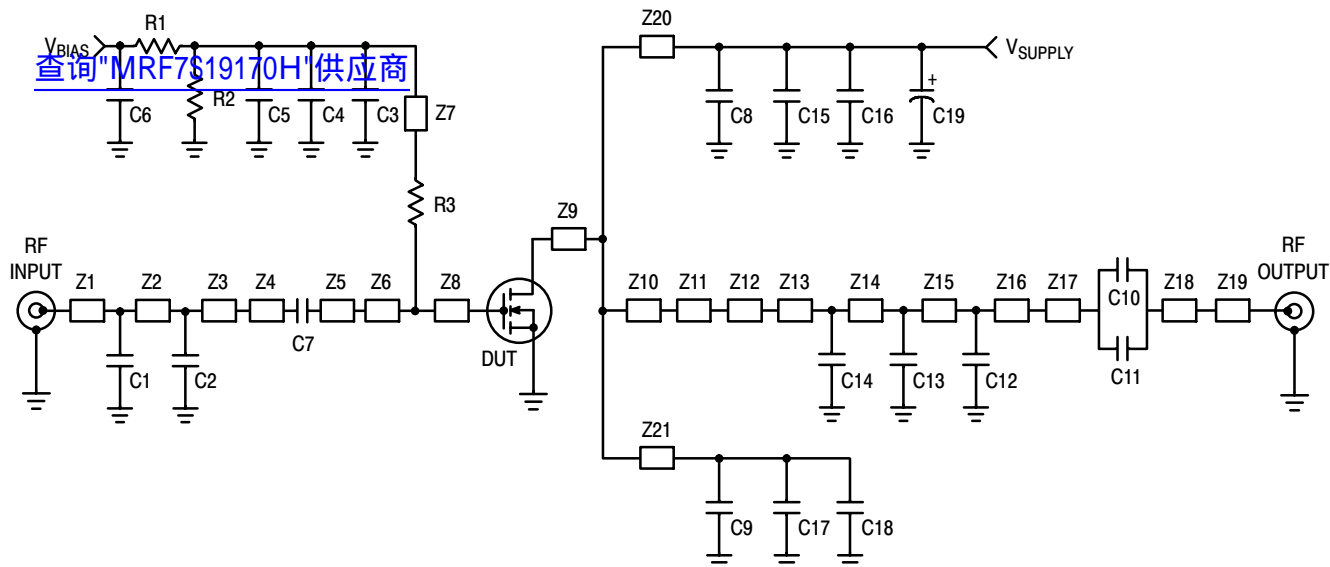 R1
Z20
VBIAS
VSUPPLY
查询"MRF7S19170H"供应商
R2
C6
C5
C4
C3
Z7
C8
C15
C16
+
C19
R3
Z9
RF
INPUT
RF
OUTPUT
Z1
Z2
Z3
Z4
Z5
Z6
Z8
Z10
Z11
Z12
Z13
Z14
Z15
Z16
Z17
C10
Z18
Z19
C7
DUT
C1
C2
C14
C13
C12
C11
Z21
C9
C17
C18